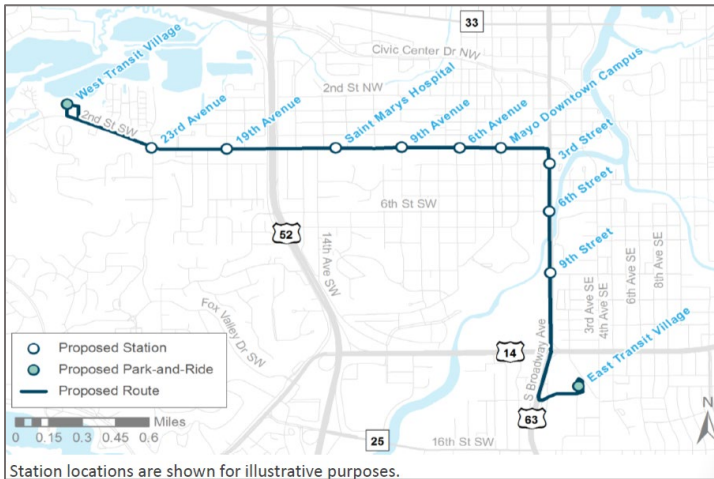 33
Civic Center Dr NW
West Transit Village
2nd St NW
2nd St SW
23rd Avenue
19th Avenue
Saint Marys Hospital
9th Avenue
6th Avenue
Mayo Downtown Campus
3rd Street
6th St SW
6th Street
52
14th Ave SW
9th Street
3rd Ave SE
4th Ave SE
6th Ave SE
8th Ave SE
Fox Valley Dr SW
East Transit Village
Proposed Station
Proposed Park-and-Ride
Proposed Route
14
S Broadway Ave
63
Miles
0 0.15 0.3 0.45 0.6
25
16th St SW
N
Station locations are shown for illustrative purposes.